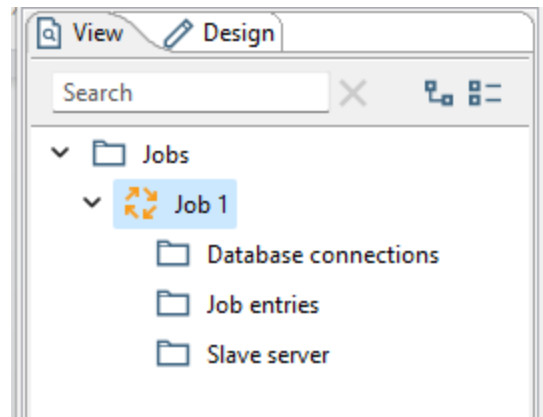 View Design
Search
Jobs
Job 1
Database connections
Job entries
Slave server